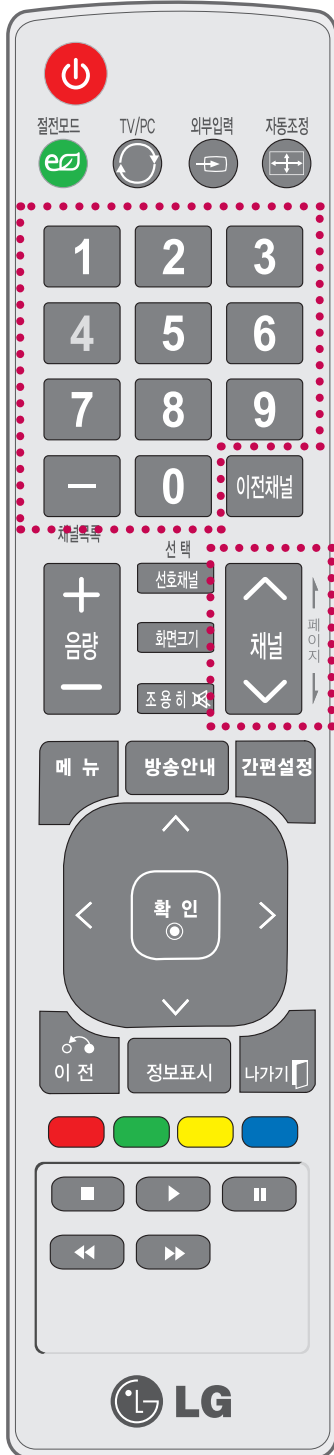 절전모드 TV/PC 외부입력 자동조정
1 2 3
4 5 6
7 8 9
- 0 이전채널
채널목록 선택
+ 음량 -
선호채널
화면크기
조용히
채널
페이지
메뉴 방송안내 간편설정
확인
이전 정보표시 나가기
LG